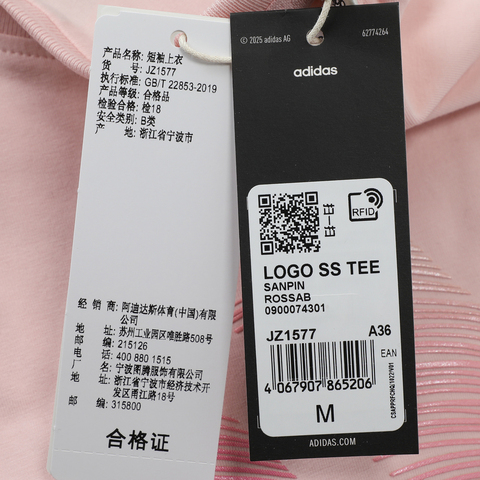 产品名称: 短袖上衣
货 号: JZ1577
执行标准: GB/T 22853-2019
产品等级: 合格品
检验合格: 检18
安全类别: B类
产 地: 浙江省宁波市
经 销 商: 阿迪达斯体育(中国)有限
公司
地址: 苏州工业园区唯胜路508号
邮编: 215126
电话: 400 880 1515
厂名: 宁波图腾服饰有限公司
地址: 浙江省宁波市经济技术开
发区甬江路18号
邮 编: 315800
合格证
© 2025 adidas AG
62774264
adidas
RFID
LOGO SS TEE
SANPIN
ROSSAB
0900074301
JZ1577 A36
EAN
4 067907 865206
M
ADIDAS.COM